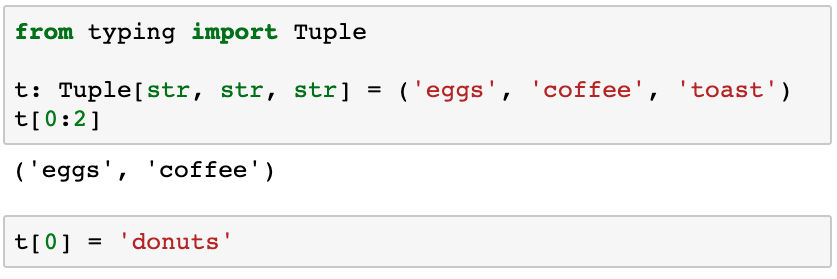 from typing import Tuple
t: Tuple[str, str, str] = ('eggs', 'coffee', 'toast')
t[0:2]
('eggs', 'coffee')
t[0] = 'donuts'